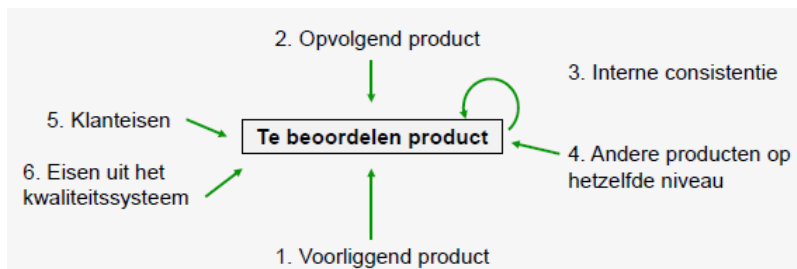 2. Opvolgend product
3. Interne consistentie
5. Klanteisen
Te beoordelen product
4. Andere producten op
hetzelfde niveau
6. Eisen uit het
kwaliteitssysteem
1. Voorliggend product